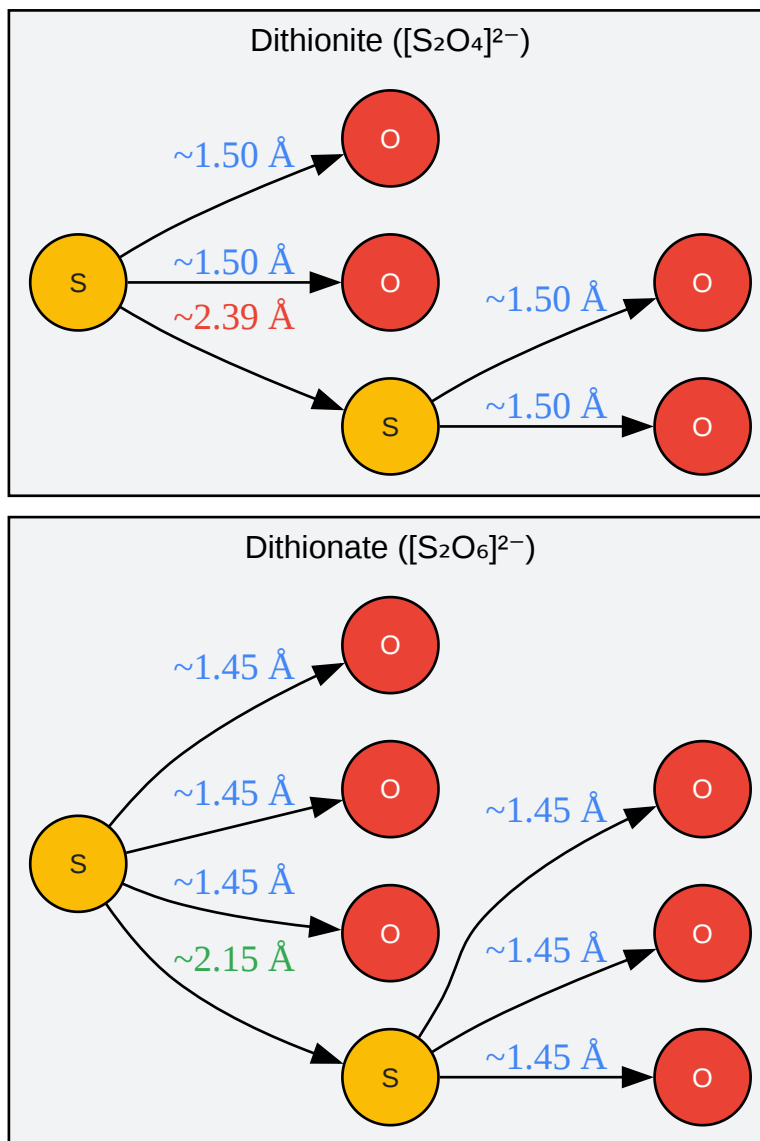 Dithionite ([S₂O₄]²⁻)
O
~1.50 Å
S
~1.50 Å
O
~2.39 Å
~1.50 Å
O
S
~1.50 Å
O
Dithionate ([S₂O₆]²⁻)
O
~1.45 Å
~1.45 Å
O
~1.45 Å
O
S
~1.45 Å
O
~2.15 Å
~1.45 Å
O
S
~1.45 Å
O